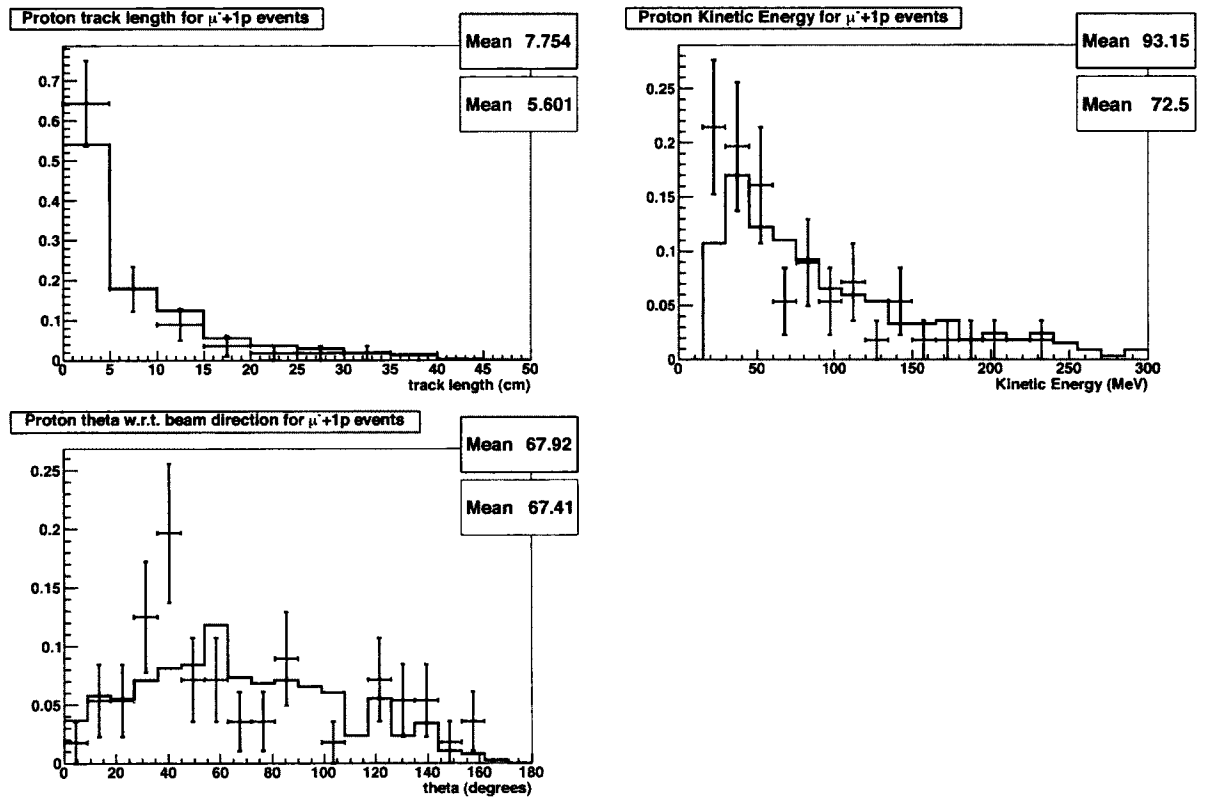 Proton track length for μ⁻+1p events
Mean 7.754
Mean 5.601
0.7
0.6
0.5
0.4
0.3
0.2
0.1
0
0 5 10 15 20 25 30 35 40 45 50
track length (cm)
Proton Kinetic Energy for μ⁻+1p events
Mean 93.15
Mean 72.5
0.25
0.2
0.15
0.1
0.05
0
0 50 100 150 200 250 300
Kinetic Energy (MeV)
Proton theta w.r.t. beam direction for μ⁻+1p events
Mean 67.92
Mean 67.41
0.25
0.2
0.15
0.1
0.05
0
0 20 40 60 80 100 120 140 160 180
theta (degrees)